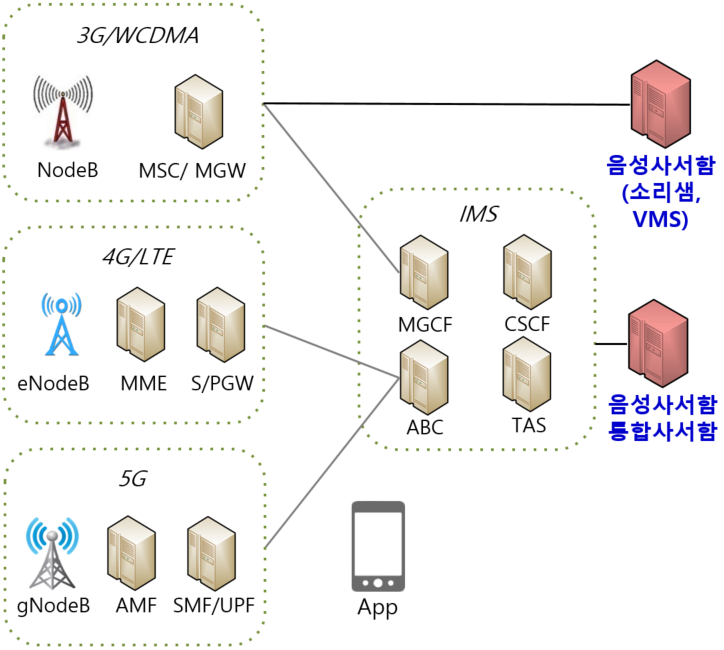 3G/WCDMA
NodeB
MSC/ MGW
음성사서함
(소리샘,
VMS)
4G/LTE
eNodeB
MME
S/PGW
IMS
MGCF
CSCF
ABC
TAS
음성사서함
통합사서함
5G
gNodeB
AMF
SMF/UPF
App